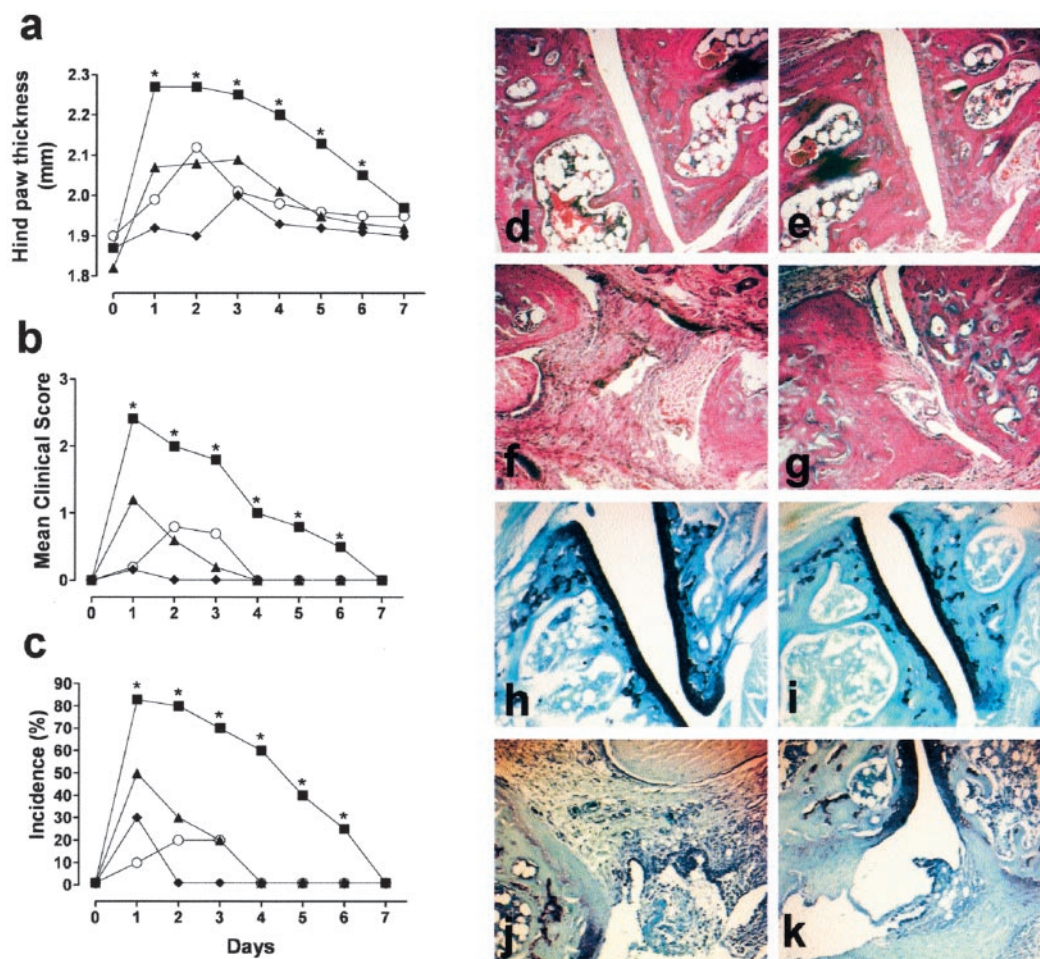 a
Hind paw thickness
(mm)
2.3
2.2
2.1
2.0
1.9
1.8
* * * * * *
0 1 2 3 4 5 6 7
b
Mean Clinical Score
3
2
1
0
* * * * * *
0 1 2 3 4 5 6 7
c
Incidence (%)
90
80
70
60
50
40
30
20
10
0
* * * * * *
0 1 2 3 4 5 6 7
Days
d
e
f
g
h
i
j
k